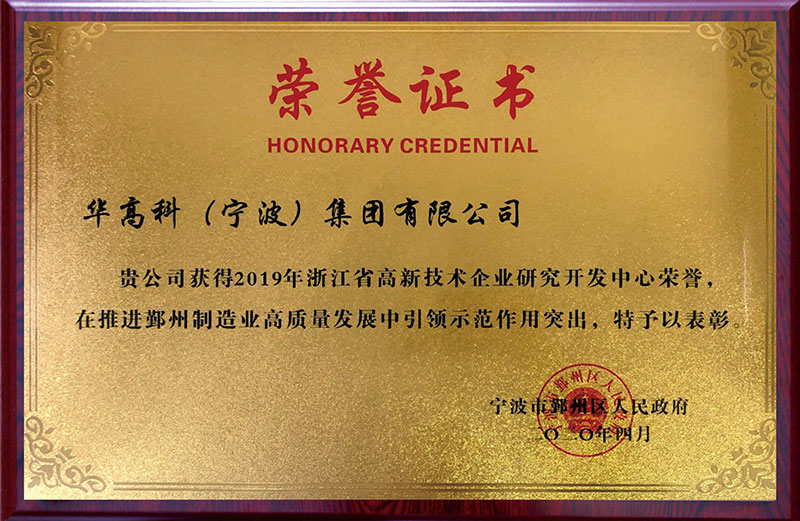 荣誉证书
HONORARY CREDENTIAL
华高科（宁波）集团有限公司
贵公司获得2019年浙江省高新技术企业研究开发中心荣誉，
在推进鄞州制造业高质量发展中引领示范作用突出，特予以表彰。
宁波市鄞州区人民政府
二〇二〇年四月